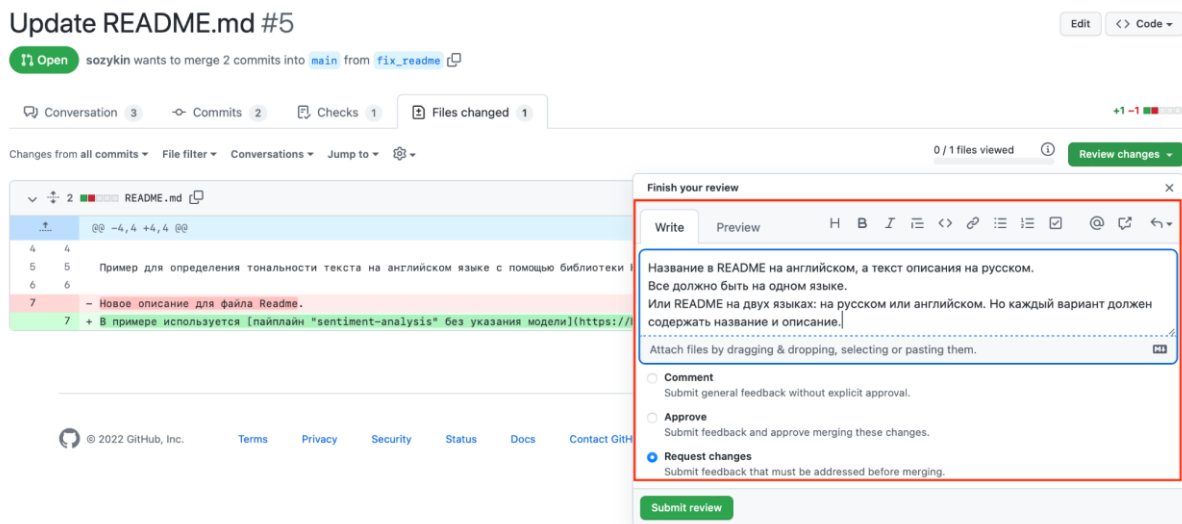 Update README.md #5
Edit
<> Code
Open
sozykin wants to merge 2 commits into main from fix_readme
Conversation 3
Commits 2
Checks 1
Files changed 1
+1 −1
Changes from all commits
File filter
Conversations
Jump to
0 / 1 files viewed
Review changes
2 README.md
@@ -4,4 +4,4 @@
4 4
5 5 Пример для определения тональности текста на английском языке с помощью библиотеки
6 6
7 - Новое описание для файла Readme.
7 + В примере используется [пайплайн "sentiment-analysis" без указания модели](https://
Finish your review
Write
Preview
H B I <> @
Название в README на английском, а текст описания на русском.
Все должно быть на одном языке.
Или README на двух языках: на русском или английском. Но каждый вариант должен
содержать название и описание.
Attach files by dragging & dropping, selecting or pasting them.
Comment
Submit general feedback without explicit approval.
Approve
Submit feedback and approve merging these changes.
Request changes
Submit feedback that must be addressed before merging.
Submit review
© 2022 GitHub, Inc.
Terms
Privacy
Security
Status
Docs
Contact GitH